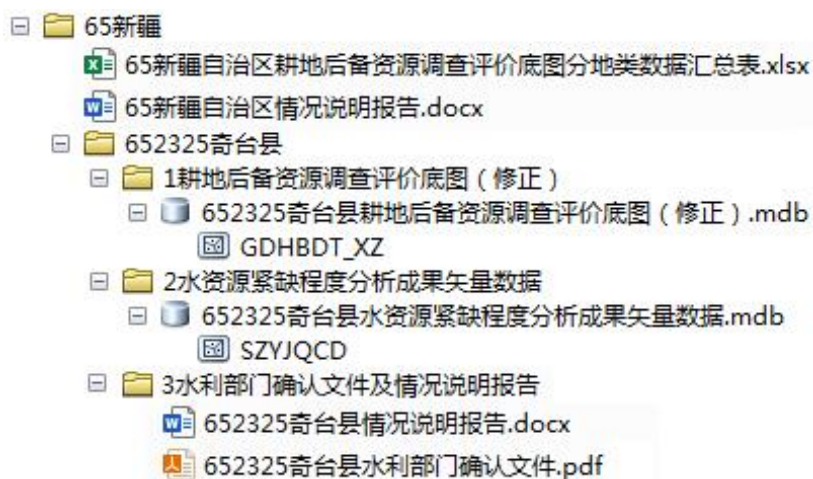 65新疆
65新疆自治区耕地后备资源调查评价底图分地类数据汇总表.xlsx
65新疆自治区情况说明报告.docx
652325奇台县
1耕地后备资源调查评价底图（修正）
652325奇台县耕地后备资源调查评价底图（修正）.mdb
GDHBDT_XZ
2水资源紧缺程度分析成果矢量数据
652325奇台县水资源紧缺程度分析成果矢量数据.mdb
SZYJQCD
3水利部门确认文件及情况说明报告
652325奇台县情况说明报告.docx
652325奇台县水利部门确认文件.pdf